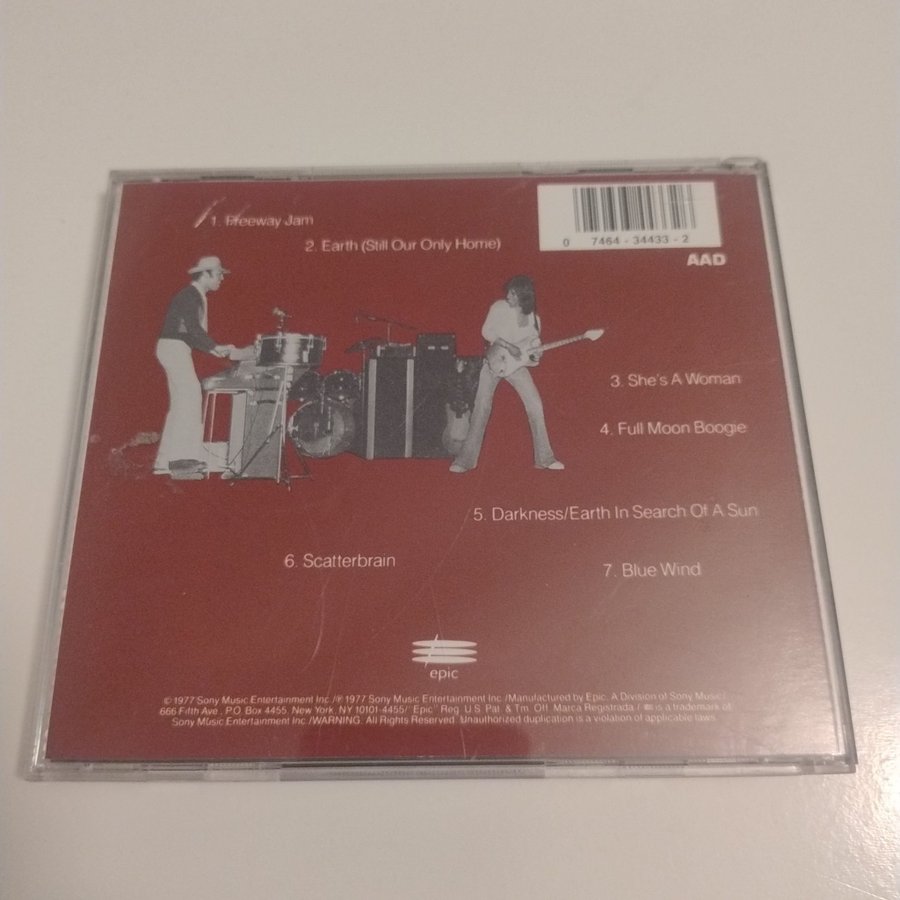 1. Freeway Jam
2. Earth (Still Our Only Home)
0 7464-34433-2
AAD
3. She's A Woman
4. Full Moon Boogie
5. Darkness/Earth In Search Of A Sun
6. Scatterbrain
7. Blue Wind
epic
© 1977 Sony Music Entertainment Inc./℗ 1977 Sony Music Entertainment Inc./Manufactured by Epic, A Division of Sony Music/
666 Fifth Ave., P.O. Box 4455, New York, NY 10101-4455/"Epic" Reg. U.S. Pat. & Tm. Off. Marca Registrada./ is a trademark of
Sony Music Entertainment Inc./WARNING: All Rights Reserved. Unauthorized duplication is a violation of applicable laws.